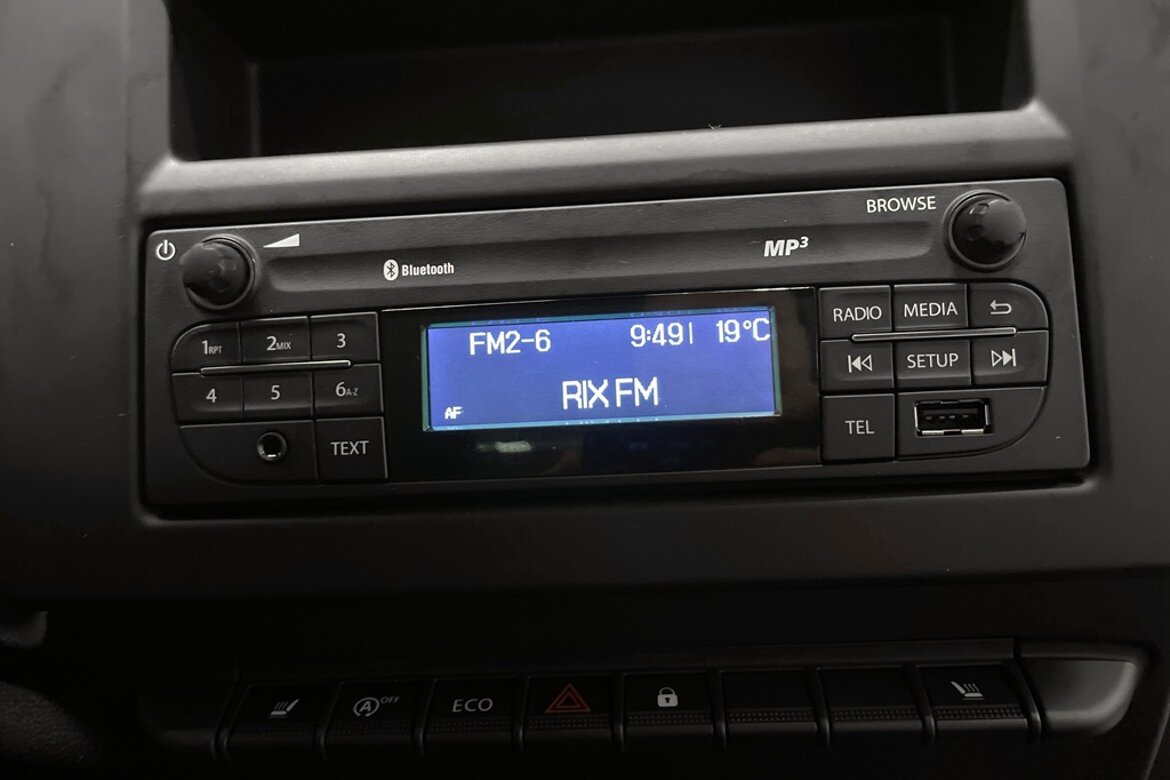 BROWSE
Bluetooth
MP3
1RPT 2MIX 3
4 5 6A-Z
TEXT
FM2-6 9:49 19°C
RIX FM
AF
RADIO MEDIA
SETUP
TEL
A OFF ECO